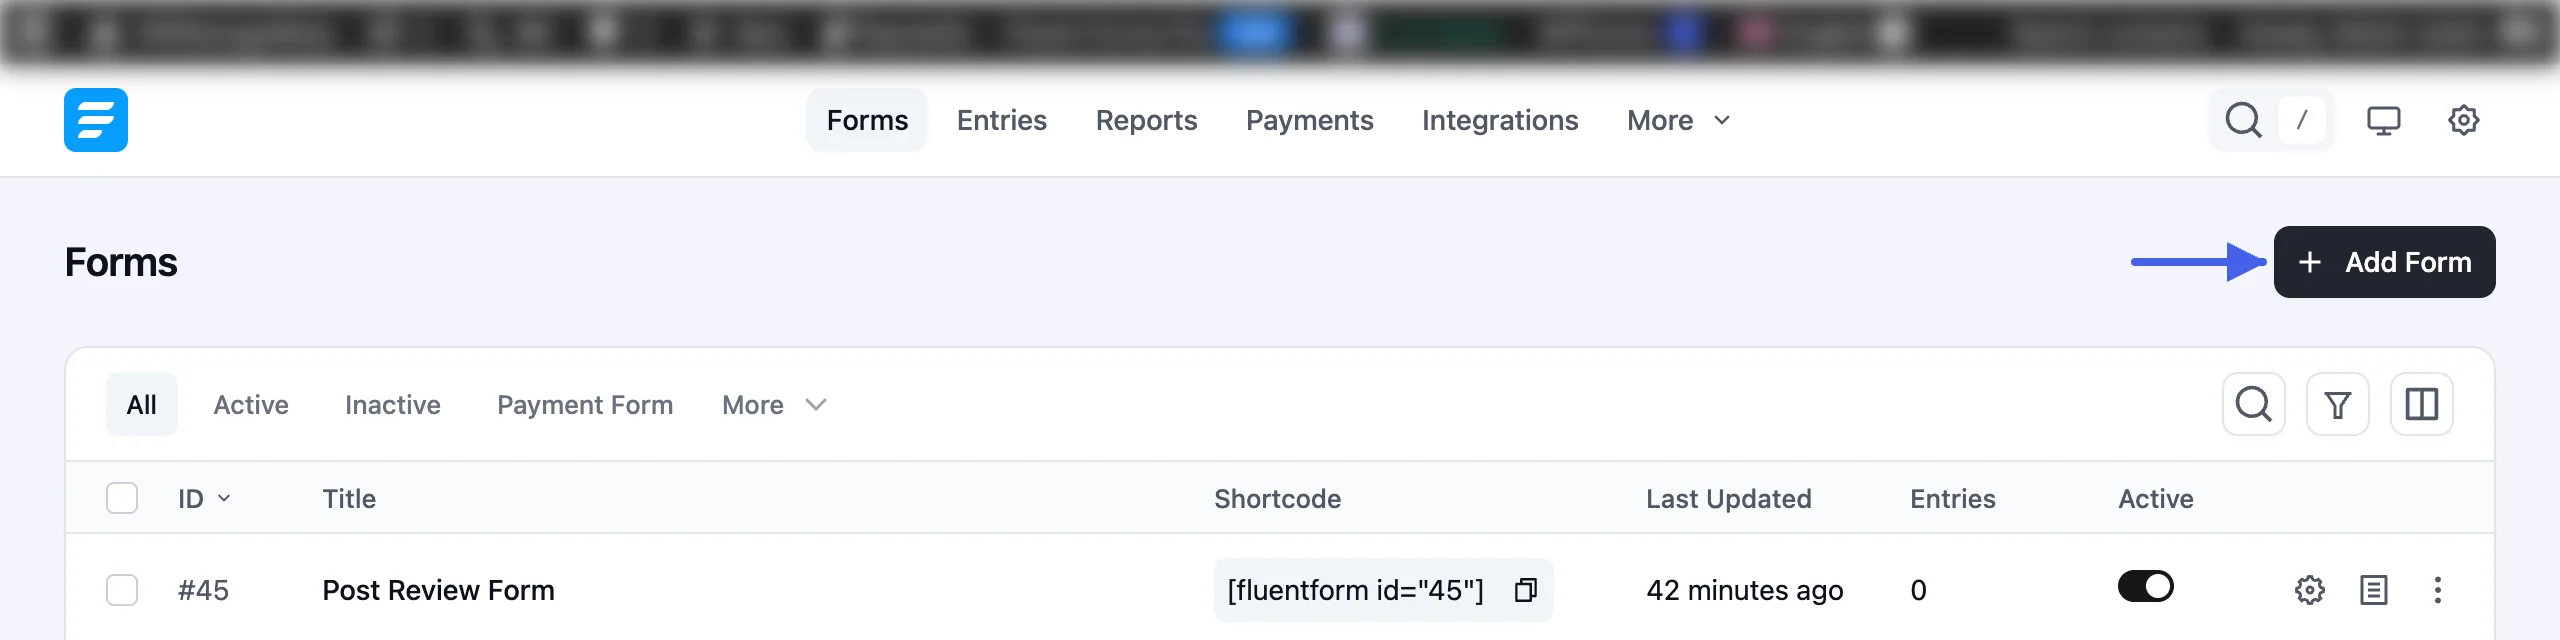 Forms Entries Reports Payments Integrations More /
Forms
+ Add Form
All Active Inactive Payment Form More
ID Title Shortcode Last Updated Entries Active
#45 Post Review Form [fluentform id="45"] 42 minutes ago 0